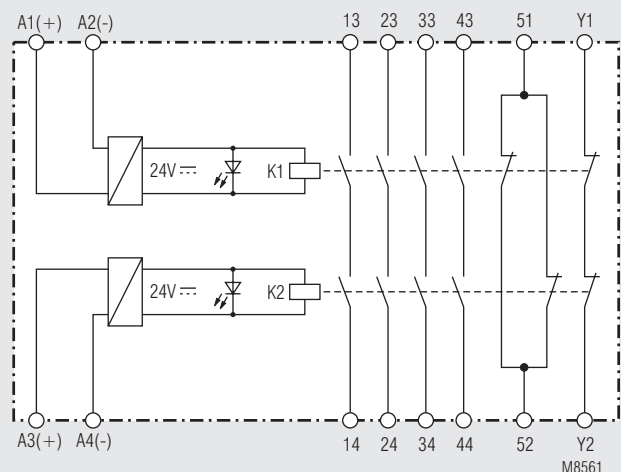 A1(+) A2(-) 13 23 33 43 51 Y1
24V K1
24V K2
A3(+) A4(-) 14 24 34 44 52 Y2
M8561